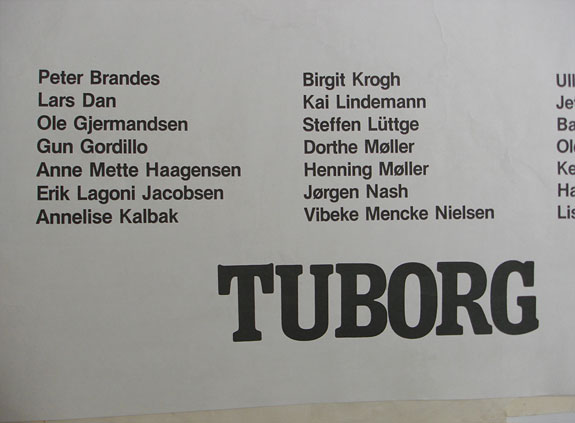 Peter Brandes
Lars Dan
Ole Gjermandsen
Gun Gordillo
Anne Mette Haagensen
Erik Lagoni Jacobsen
Annelise Kalbak
Birgit Krogh
Kai Lindemann
Steffen Lüttge
Dorthe Møller
Henning Møller
Jørgen Nash
Vibeke Mencke Nielsen
TUBORG